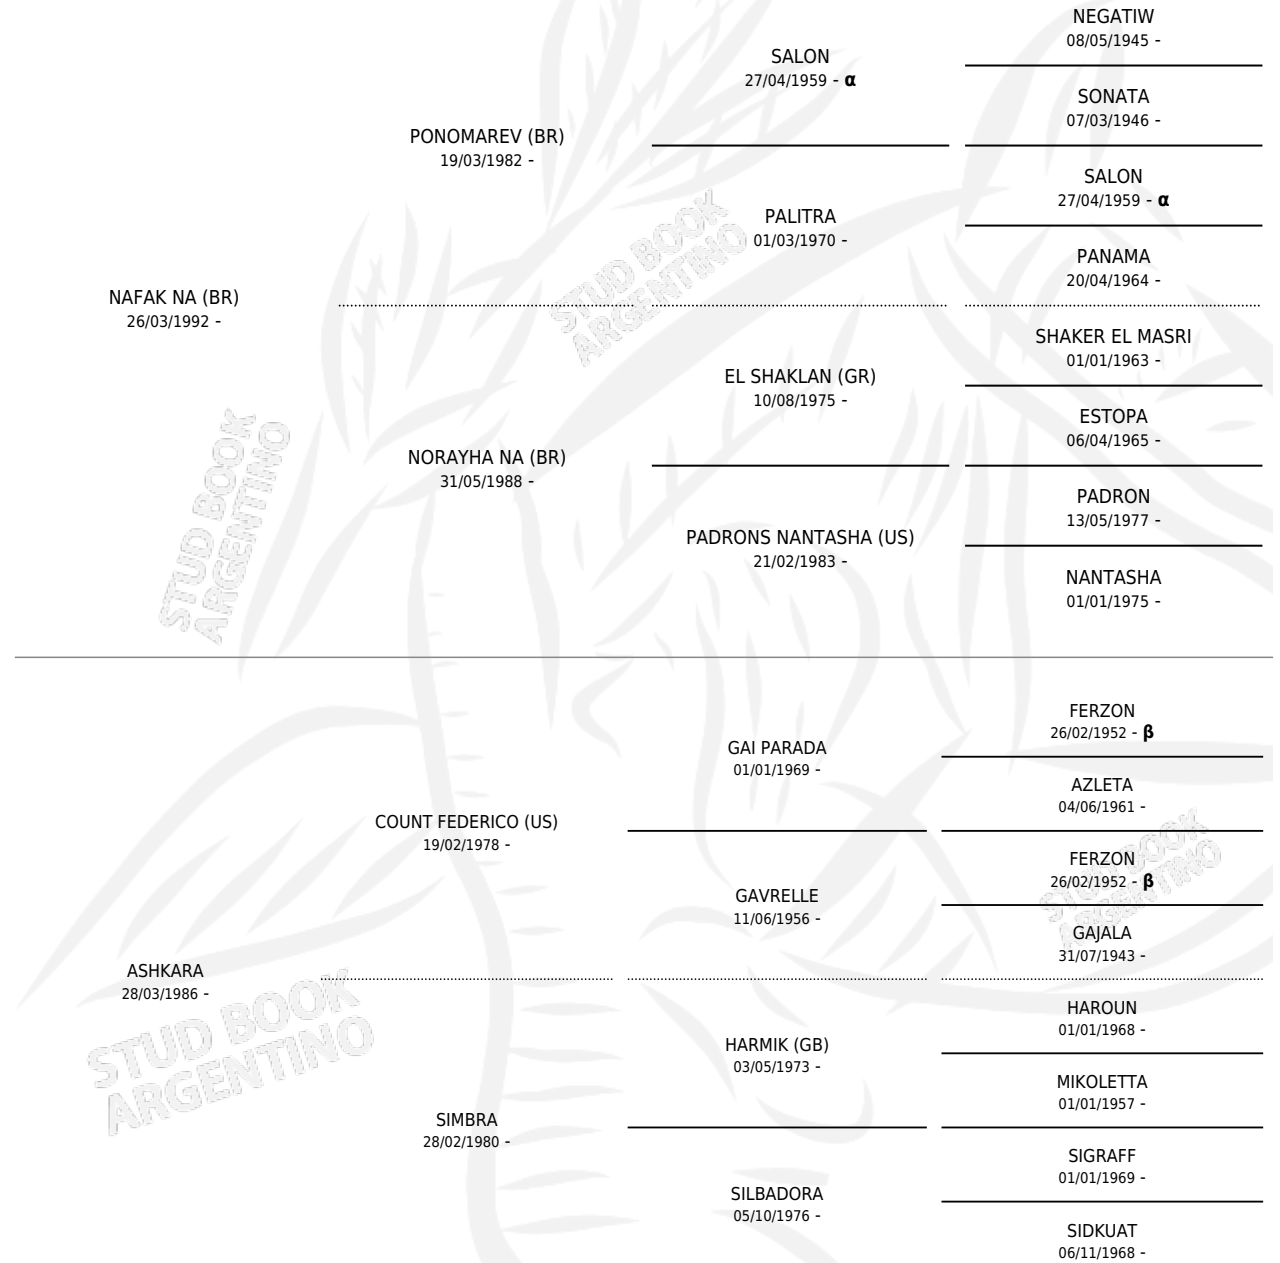 NEGATIW
08/05/1945 -
SALON
27/04/1959 - α
SONATA
07/03/1946 -
PONOMAREV (BR)
19/03/1982 -
SALON
27/04/1959 - α
PALITRA
01/03/1970 -
PANAMA
20/04/1964 -
NAFAK NA (BR)
26/03/1992 -
SHAKER EL MASRI
01/01/1963 -
EL SHAKLAN (GR)
10/08/1975 -
ESTOPA
06/04/1965 -
NORAYHA NA (BR)
31/05/1988 -
PADRON
13/05/1977 -
PADRONS NANTASHA (US)
21/02/1983 -
NANTASHA
01/01/1975 -
FERZON
26/02/1952 - β
GAI PARADA
01/01/1969 -
AZLETA
04/06/1961 -
COUNT FEDERICO (US)
19/02/1978 -
FERZON
26/02/1952 - β
GAVRELLE
11/06/1956 -
GAJALA
31/07/1943 -
ASHKARA
28/03/1986 -
HAROUN
01/01/1968 -
HARMIK (GB)
03/05/1973 -
MIKOLETTA
01/01/1957 -
SIMBRA
28/02/1980 -
SIGRAFF
01/01/1969 -
SILBADORA
05/10/1976 -
SIDKUAT
06/11/1968 -
STUD BOOK
ARGENTINO
STUD BOOK
ARGENTINO
STUD BOOK
ARGENTINO
STUD BOOK
ARGENTINO